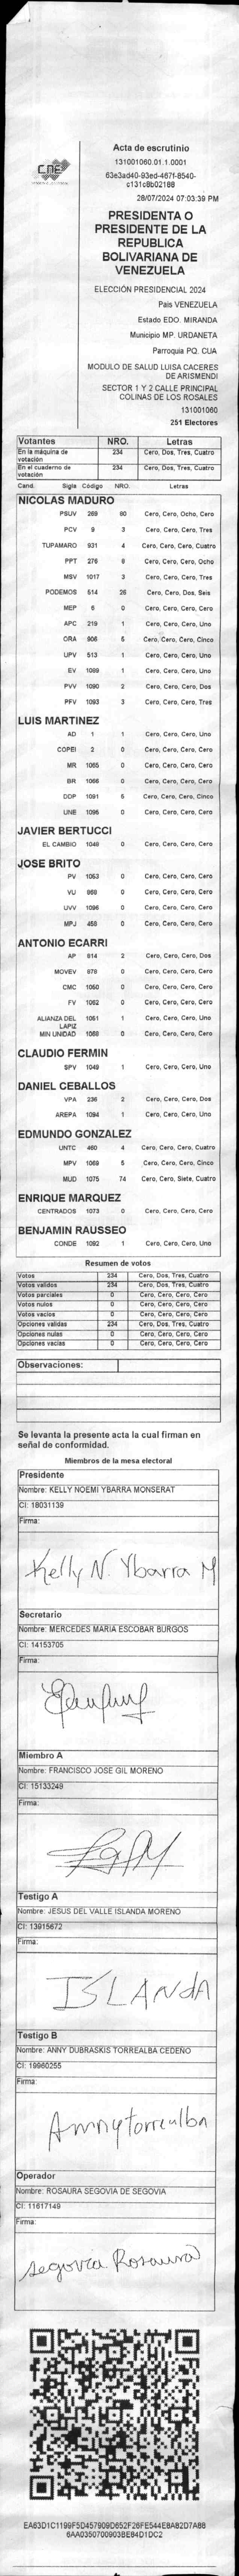 CNE
Acta de escrutinio
131001060.01.1.0001
63e3ad40-93ed-467f-8540-
c131c8b02188
28/07/2024 07:03:39 PM
PRESIDENTA O
PRESIDENTE DE LA
REPUBLICA
BOLIVARIANA DE
VENEZUELA
ELECCIÓN PRESIDENCIAL 2024
Pais VENEZUELA
Estado EDO. MIRANDA
Municipio MP. URDANETA
Parroquia PQ. CUA
MODULO DE SALUD LUISA CACERES
DE ARISMENDI
SECTOR 1 Y 2 CALLE PRINCIPAL
COLINAS DE LOS ROSALES
131001060
251 Electores
Votantes NRO. Letras
En la máquina de votación 234 Cero, Dos, Tres, Cuatro
En el cuaderno de votación 234 Cero, Dos, Tres, Cuatro
Cand. Sigla Código NRO. Letras
NICOLAS MADURO
PSUV 269 80 Cero, Cero, Ocho, Cero
PCV 9 3 Cero, Cero, Cero, Tres
TUPAMARO 931 4 Cero, Cero, Cero, Cuatro
PPT 276 8 Cero, Cero, Cero, Ocho
MSV 1017 3 Cero, Cero, Cero, Tres
PODEMOS 514 26 Cero, Cero, Dos, Seis
MEP 6 0 Cero, Cero, Cero, Cero
APC 219 1 Cero, Cero, Cero, Uno
ORA 906 5 Cero, Cero, Cero, Cinco
UPV 513 1 Cero, Cero, Cero, Uno
EV 1089 1 Cero, Cero, Cero, Uno
PVV 1090 2 Cero, Cero, Cero, Dos
PFV 1093 3 Cero, Cero, Cero, Tres
LUIS MARTINEZ
AD 1 1 Cero, Cero, Cero, Uno
COPEI 2 0 Cero, Cero, Cero, Cero
MR 1065 0 Cero, Cero, Cero, Cero
BR 1066 0 Cero, Cero, Cero, Cero
DDP 1091 5 Cero, Cero, Cero, Cinco
UNE 1095 0 Cero, Cero, Cero, Cero
JAVIER BERTUCCI
EL CAMBIO 1048 0 Cero, Cero, Cero, Cero
JOSE BRITO
PV 1053 0 Cero, Cero, Cero, Cero
VU 968 0 Cero, Cero, Cero, Cero
UVV 1096 0 Cero, Cero, Cero, Cero
MPJ 458 0 Cero, Cero, Cero, Cero
ANTONIO ECARRI
AP 814 2 Cero, Cero, Cero, Dos
MOVEV 979 0 Cero, Cero, Cero, Cero
CMC 1050 0 Cero, Cero, Cero, Cero
FV 1062 0 Cero, Cero, Cero, Cero
ALIANZA DEL LAPIZ 1051 1 Cero, Cero, Cero, Uno
MIN UNIDAD 1068 0 Cero, Cero, Cero, Cero
CLAUDIO FERMIN
SPV 1049 1 Cero, Cero, Cero, Uno
DANIEL CEBALLOS
VPA 236 2 Cero, Cero, Cero, Dos
AREPA 1094 1 Cero, Cero, Cero, Uno
EDMUNDO GONZALEZ
UNTC 460 4 Cero, Cero, Cero, Cuatro
MPV 1069 5 Cero, Cero, Cero, Cinco
MUD 1075 74 Cero, Cero, Siete, Cuatro
ENRIQUE MARQUEZ
CENTRADOS 1073 0 Cero, Cero, Cero, Cero
BENJAMIN RAUSSEO
CONDE 1092 1 Cero, Cero, Cero, Uno
Resumen de votos
Votos 234 Cero, Dos, Tres, Cuatro
Votos validos 234 Cero, Dos, Tres, Cuatro
Votos parciales 0 Cero, Cero, Cero, Cero
Votos nulos 0 Cero, Cero, Cero, Cero
Votos vacios 0 Cero, Cero, Cero, Cero
Opciones validas 234 Cero, Dos, Tres, Cuatro
Opciones nulas 0 Cero, Cero, Cero, Cero
Opciones vacias 0 Cero, Cero, Cero, Cero
Observaciones:
Se levanta la presente acta la cual firman en
señal de conformidad.
Miembros de la mesa electoral
Presidente
Nombre: KELLY NOEMI YBARRA MONSERAT
CI: 18031139
Firma:
Kelly N. Ybarra M
Secretario
Nombre: MERCEDES MARIA ESCOBAR BURGOS
CI: 14153705
Firma:
Miembro A
Nombre: FRANCISCO JOSE GIL MORENO
CI: 15133249
Firma:
Testigo A
Nombre: JESUS DEL VALLE ISLANDA MORENO
CI: 13915672
Firma:
ISLANdA
Testigo B
Nombre: ANNY DUBRASKIS TORREALBA CEDEÑO
CI: 19960255
Firma:
Annytorrealba
Operador
Nombre: ROSAURA SEGOVIA DE SEGOVIA
CI: 11617149
Firma:
segovia Rosaura
EA63D1C1199F5D457909D652F26FE544E8A82D7A88
6AA0350700903BE84D1DC2